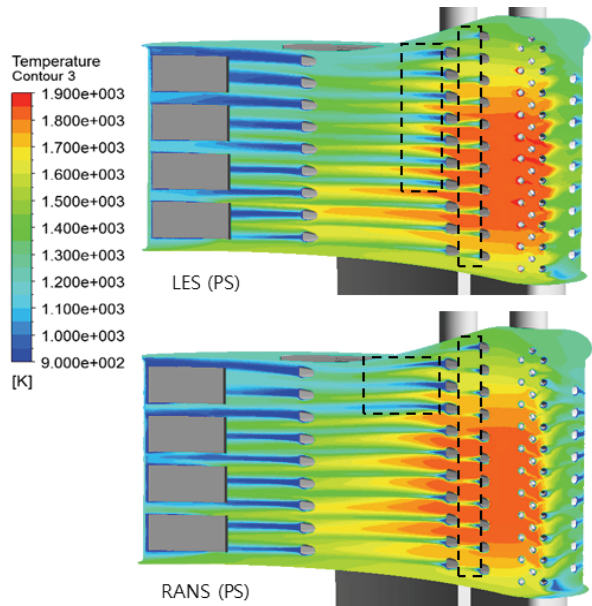 Temperature
Contour 3
1.900e+003
1.800e+003
1.700e+003
1.600e+003
1.500e+003
1.400e+003
1.300e+003
1.200e+003
1.100e+003
1.000e+003
9.000e+002
[K]
LES (PS)
RANS (PS)